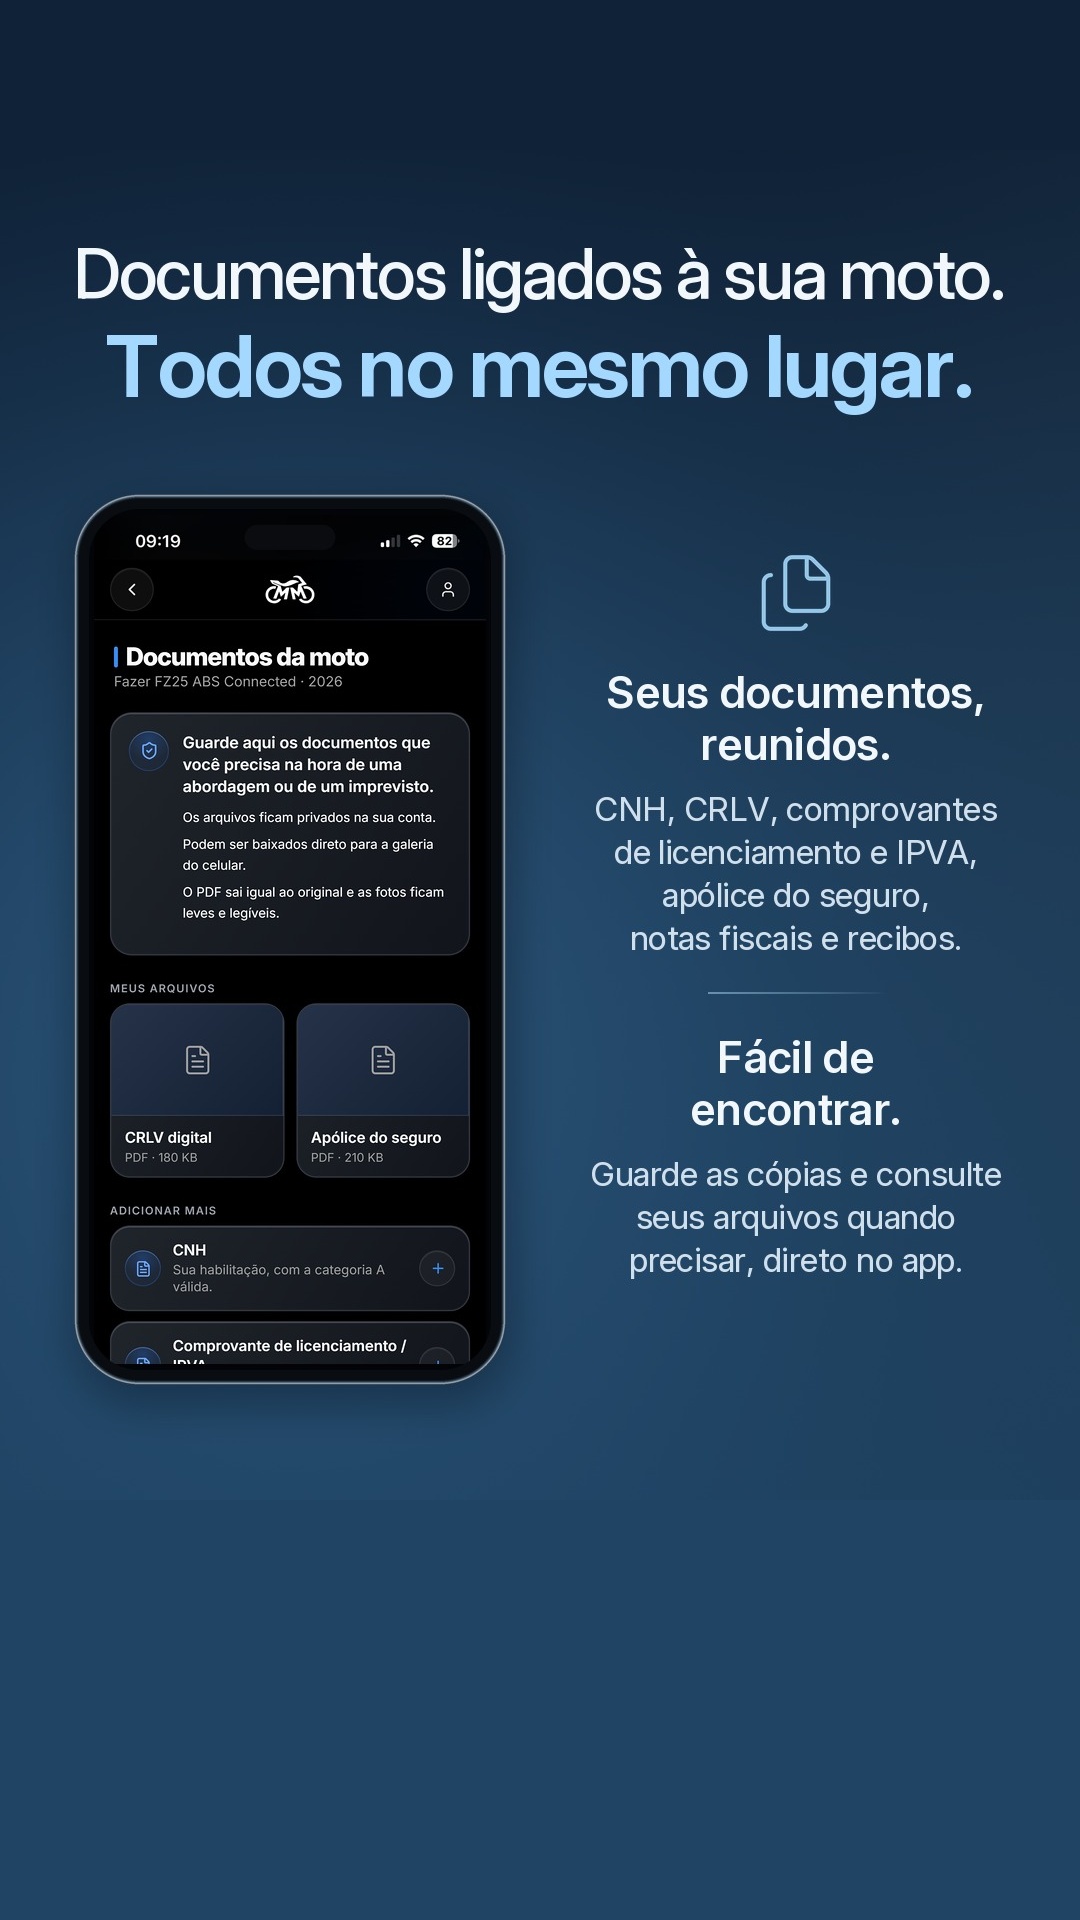 Documentos ligados à sua moto.
Todos no mesmo lugar.
09:19
82
MM
Documentos da moto
Fazer FZ25 ABS Connected · 2026
Guarde aqui os documentos que
você precisa na hora de uma
abordagem ou de um imprevisto.
Os arquivos ficam privados na sua conta.
Podem ser baixados direto para a galeria
do celular.
O PDF sai igual ao original e as fotos ficam
leves e legíveis.
MEUS ARQUIVOS
CRLV digital
PDF · 180 KB
Apólice do seguro
PDF · 210 KB
ADICIONAR MAIS
CNH
Sua habilitação, com a categoria A
válida.
Comprovante de licenciamento /
IPVA
Seus documentos,
reunidos.
CNH, CRLV, comprovantes
de licenciamento e IPVA,
apólice do seguro,
notas fiscais e recibos.
Fácil de
encontrar.
Guarde as cópias e consulte
seus arquivos quando
precisar, direto no app.